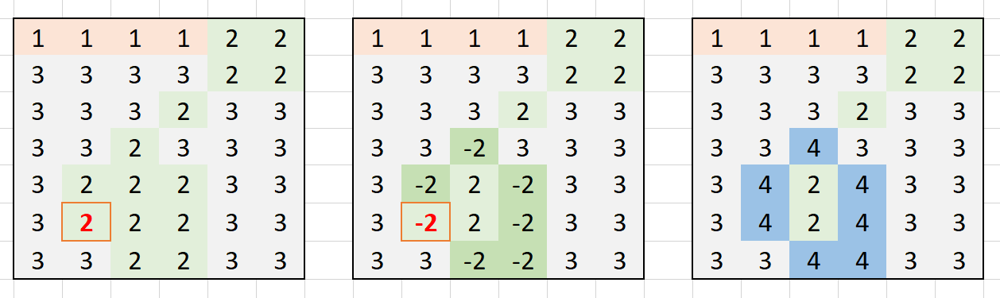 1 1 1 1 2 2 1 1 1 1 2 2 1 1 1 1 2 2
3 3 3 3 2 2 3 3 3 3 2 2 3 3 3 3 2 2
3 3 3 2 3 3 3 3 3 2 3 3 3 3 3 2 3 3
3 3 2 3 3 3 3 3 -2 3 3 3 3 3 4 3 3 3
3 2 2 2 3 3 3 -2 2 -2 3 3 3 4 2 4 3 3
3 2 2 2 3 3 3 -2 2 -2 3 3 3 4 2 4 3 3
3 3 2 2 3 3 3 3 -2 -2 3 3 3 3 4 4 3 3